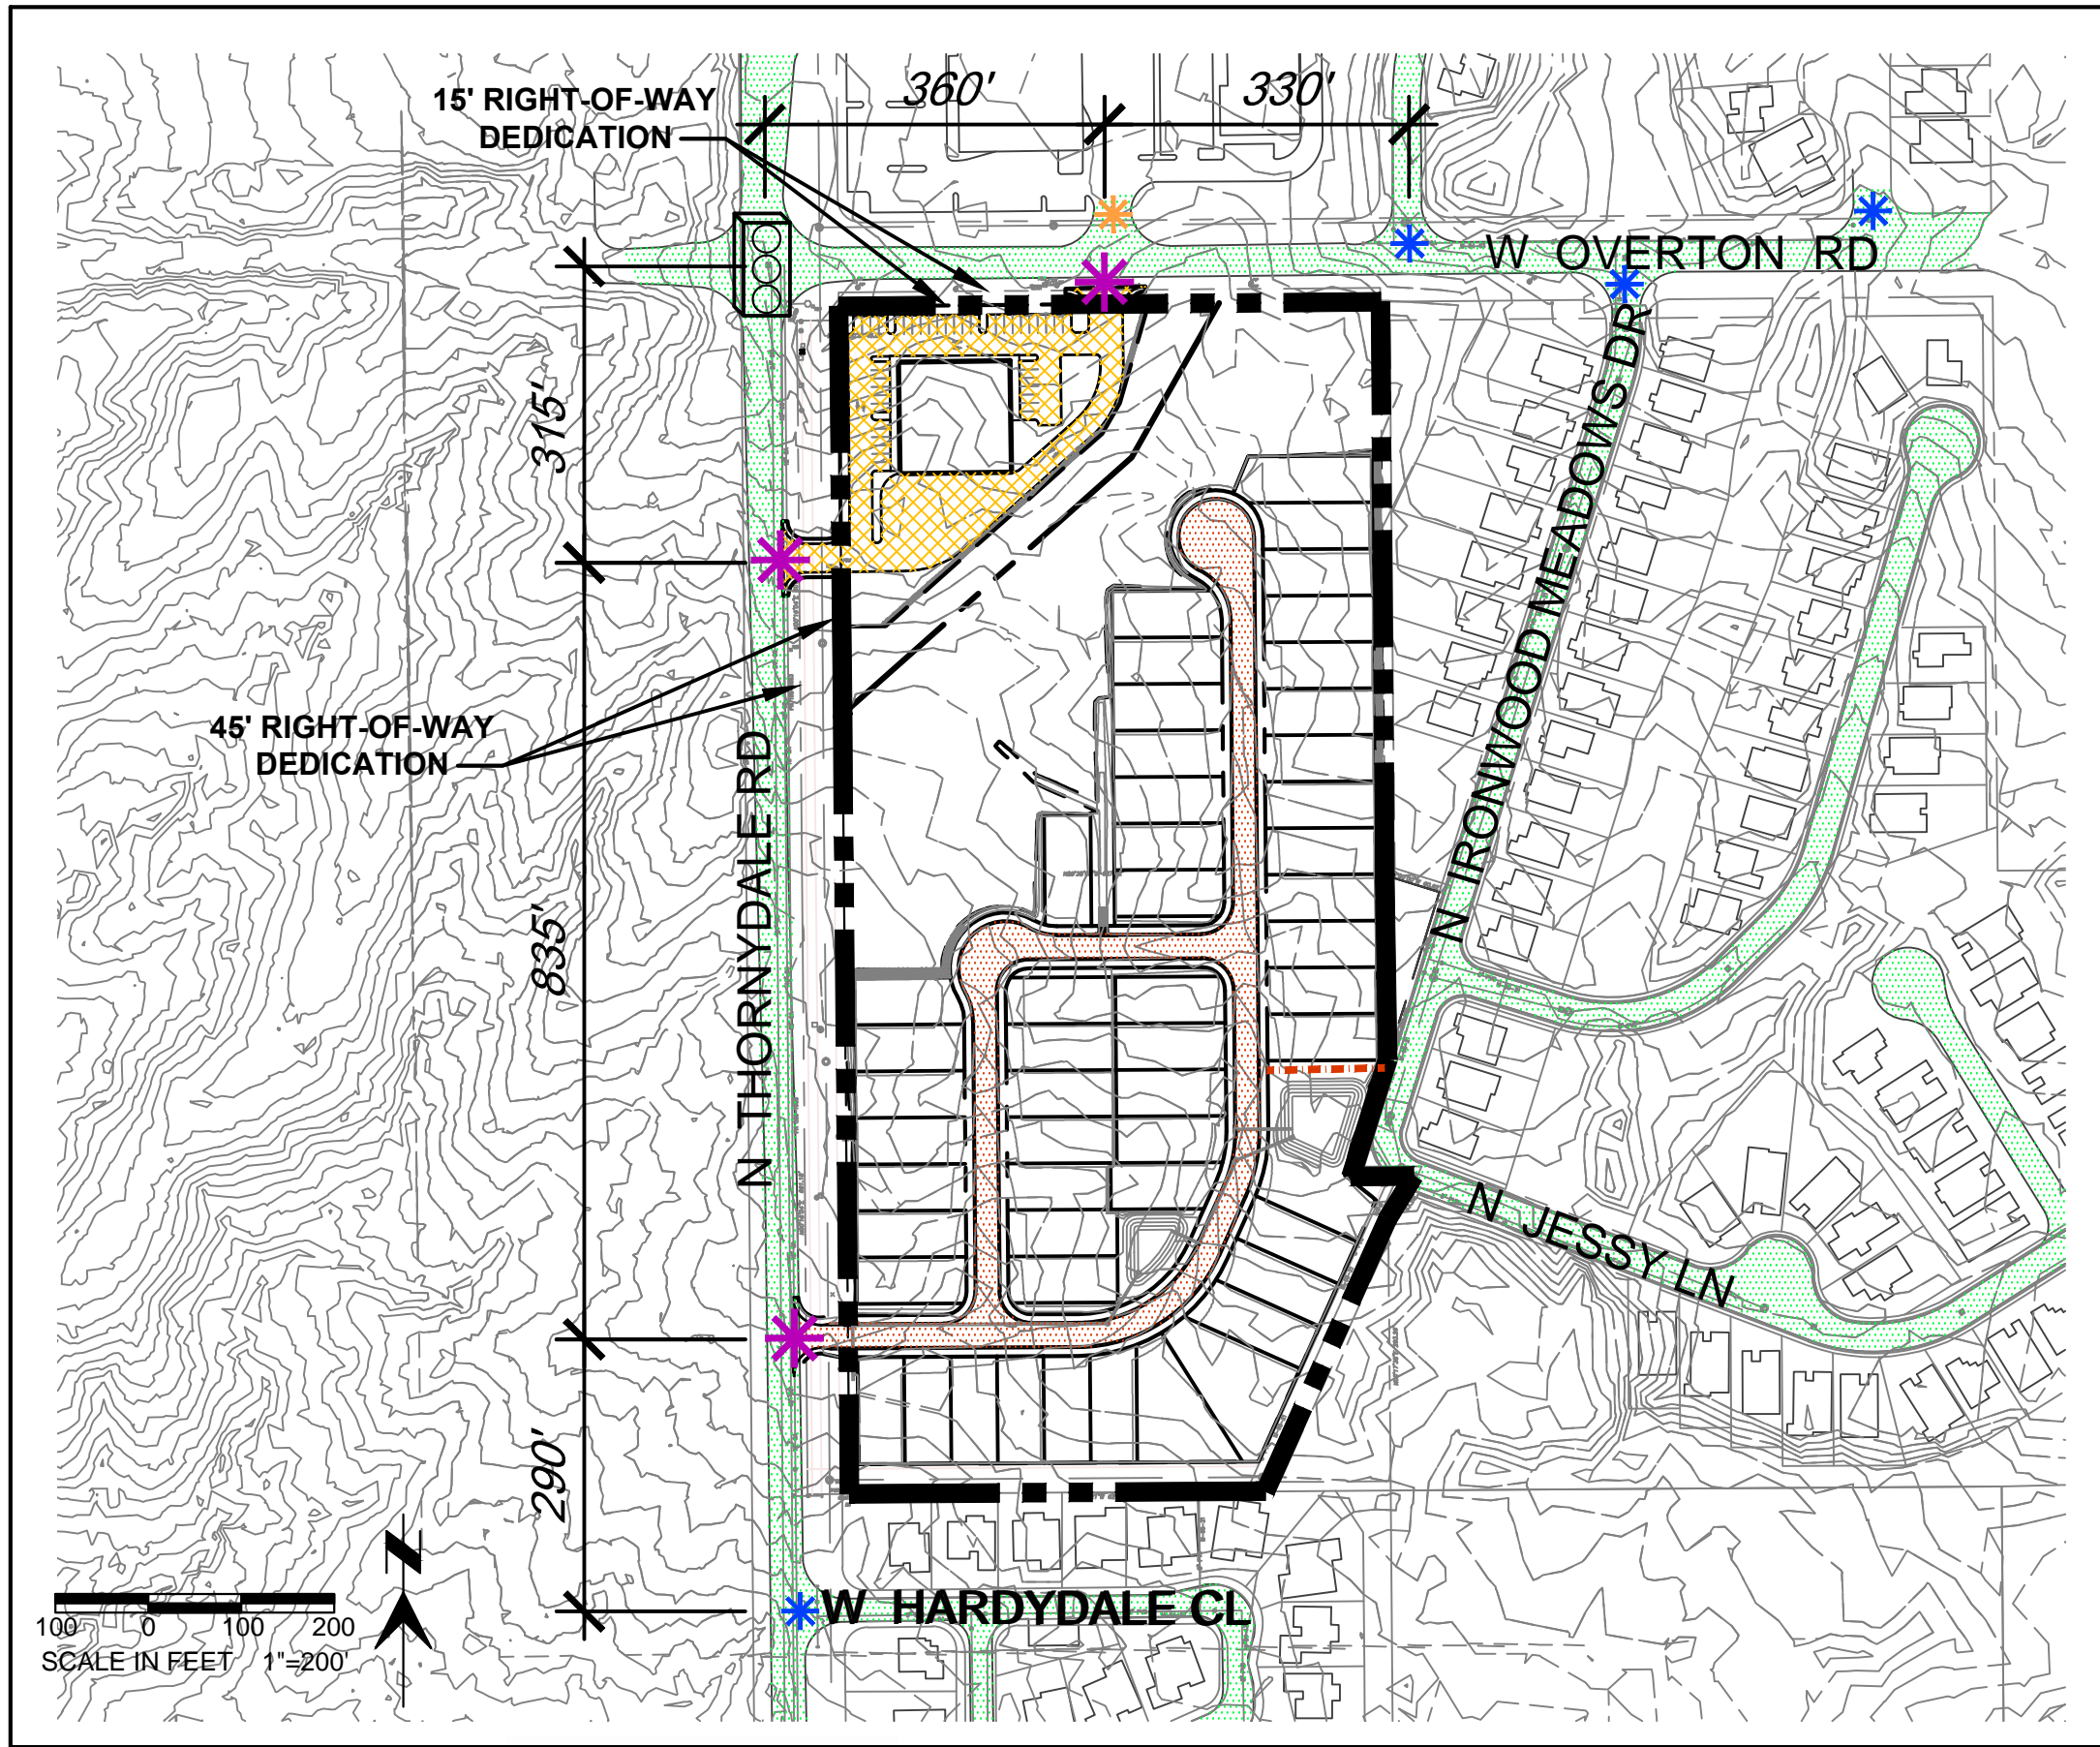 360'
330'
15' RIGHT-OF-WAY
DEDICATION
W OVERTON RD
315'
N IRONWOOD MEADOWS DR
45' RIGHT-OF-WAY
DEDICATION
N THORNYDALE RD
835'
N JESSY LN
290'
N
W HARDYDALE CL
100 0 100 200
SCALE IN FEET 1"=200'